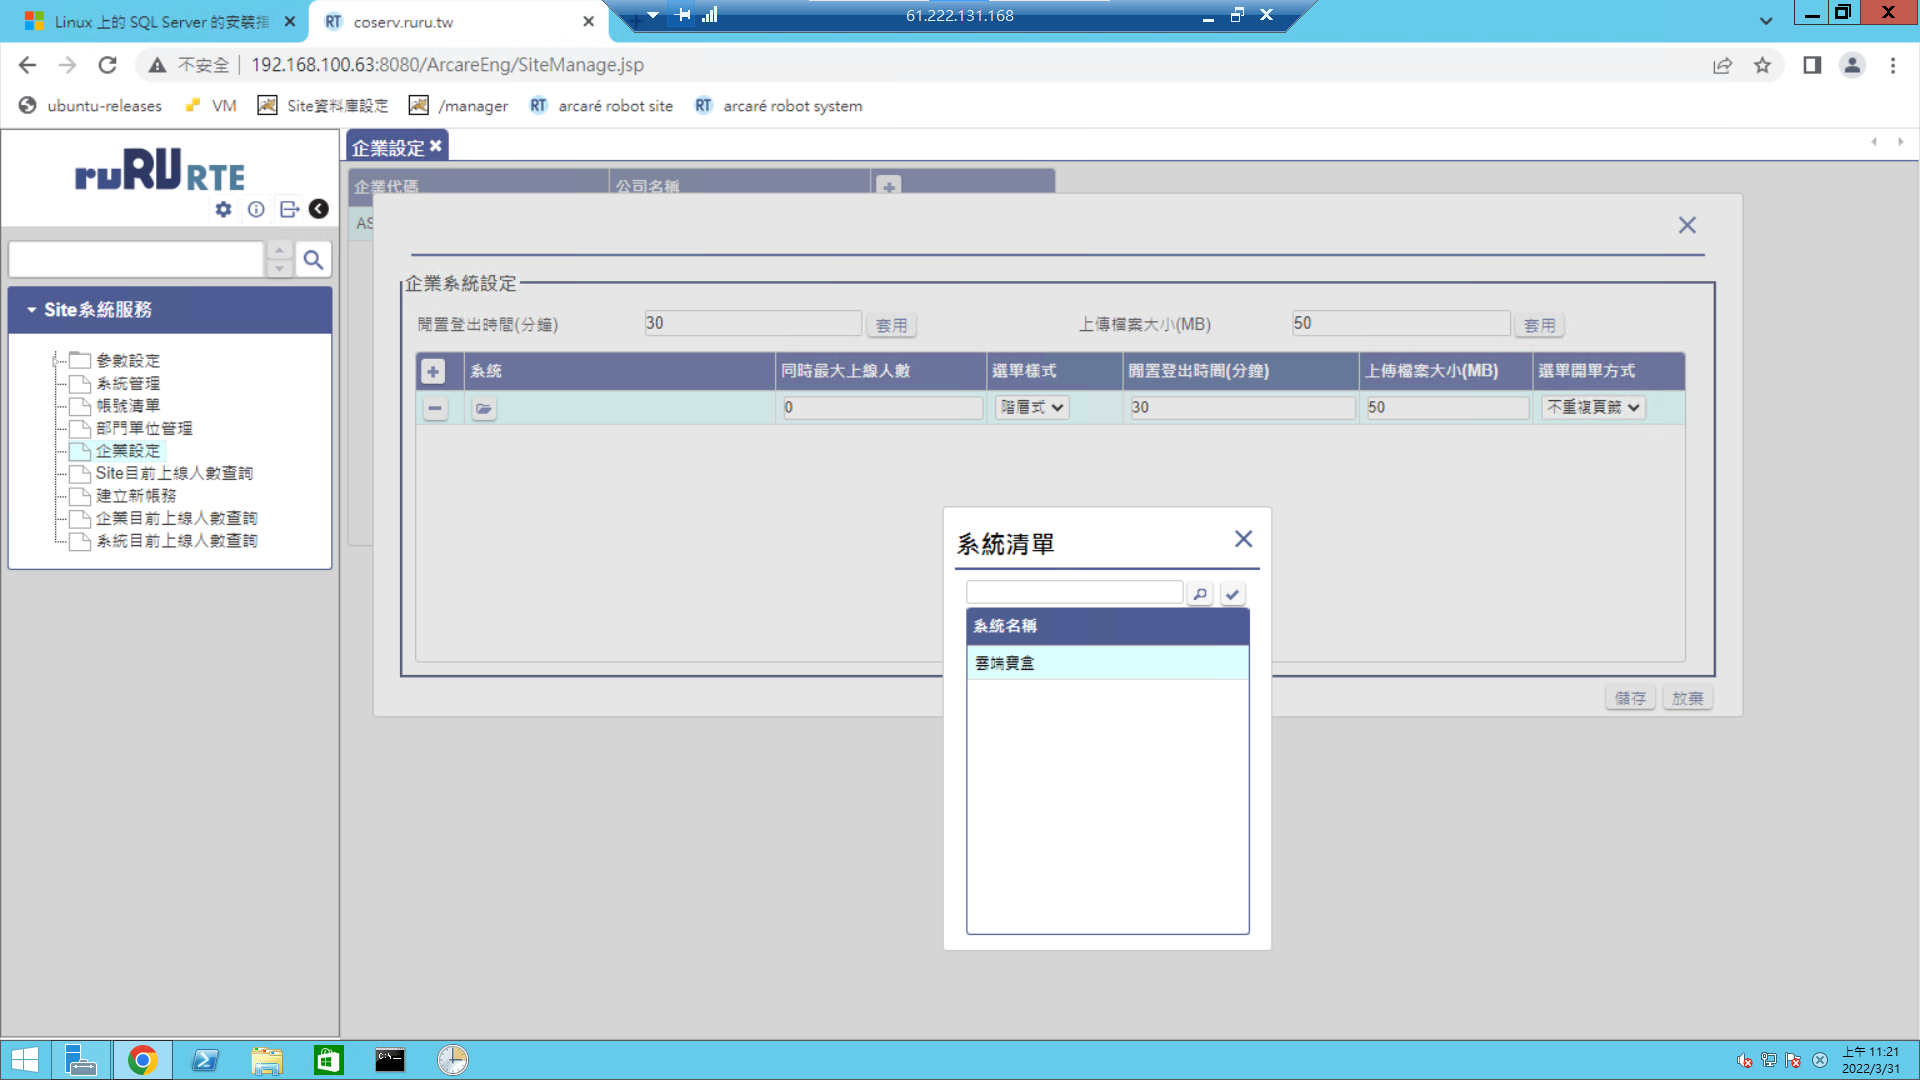 Linux 上的 SQL Server 的安裝指
coserv.ruru.tw
61.222.131.168
不安全
192.168.100.63:8080/ArcareEng/SiteManage.jsp
ubuntu-releases
VM
Site資料庫設定
/manager
RT arcaré robot site
RT arcaré robot system
ruRU RTE
企業設定
企業代碼
公司名稱
AS
Site系統服務
參數設定
系統管理
帳號清單
部門單位管理
企業設定
Site目前上線人數查詢
建立新帳務
企業目前上線人數查詢
系統目前上線人數查詢
企業系統設定
閒置登出時間(分鐘)
30
套用
上傳檔案大小(MB)
50
套用
系統
同時最大上線人數
選單樣式
閒置登出時間(分鐘)
上傳檔案大小(MB)
選單開單方式
0
階層式
30
50
不重複頁籤
系統清單
系統名稱
雲端寶盒
儲存
放棄
上午 11:21
2022/3/31